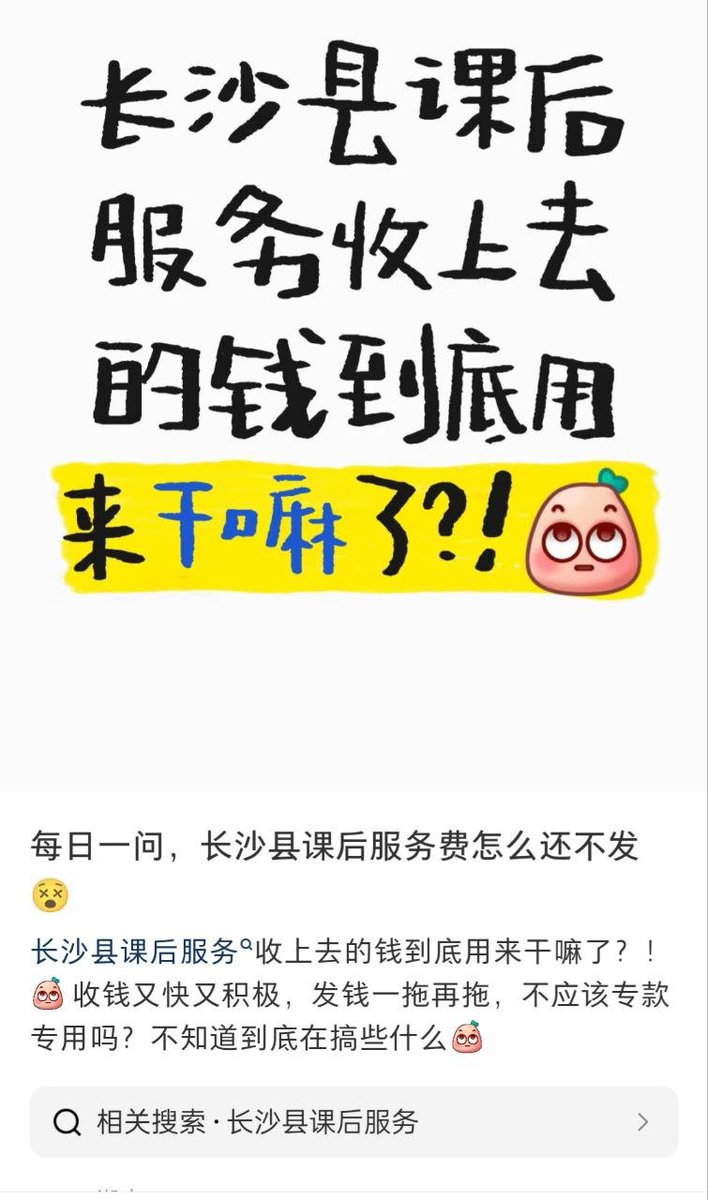 长沙县课后
服务收上去
的钱到底用
来干嘛了?!
每日一问，长沙县课后服务费怎么还不发
长沙县课后服务收上去的钱到底用来干嘛了？！
收钱又快又积极，发钱一拖再拖，不应该专款
专用吗？不知道到底在搞些什么
相关搜索·长沙县课后服务